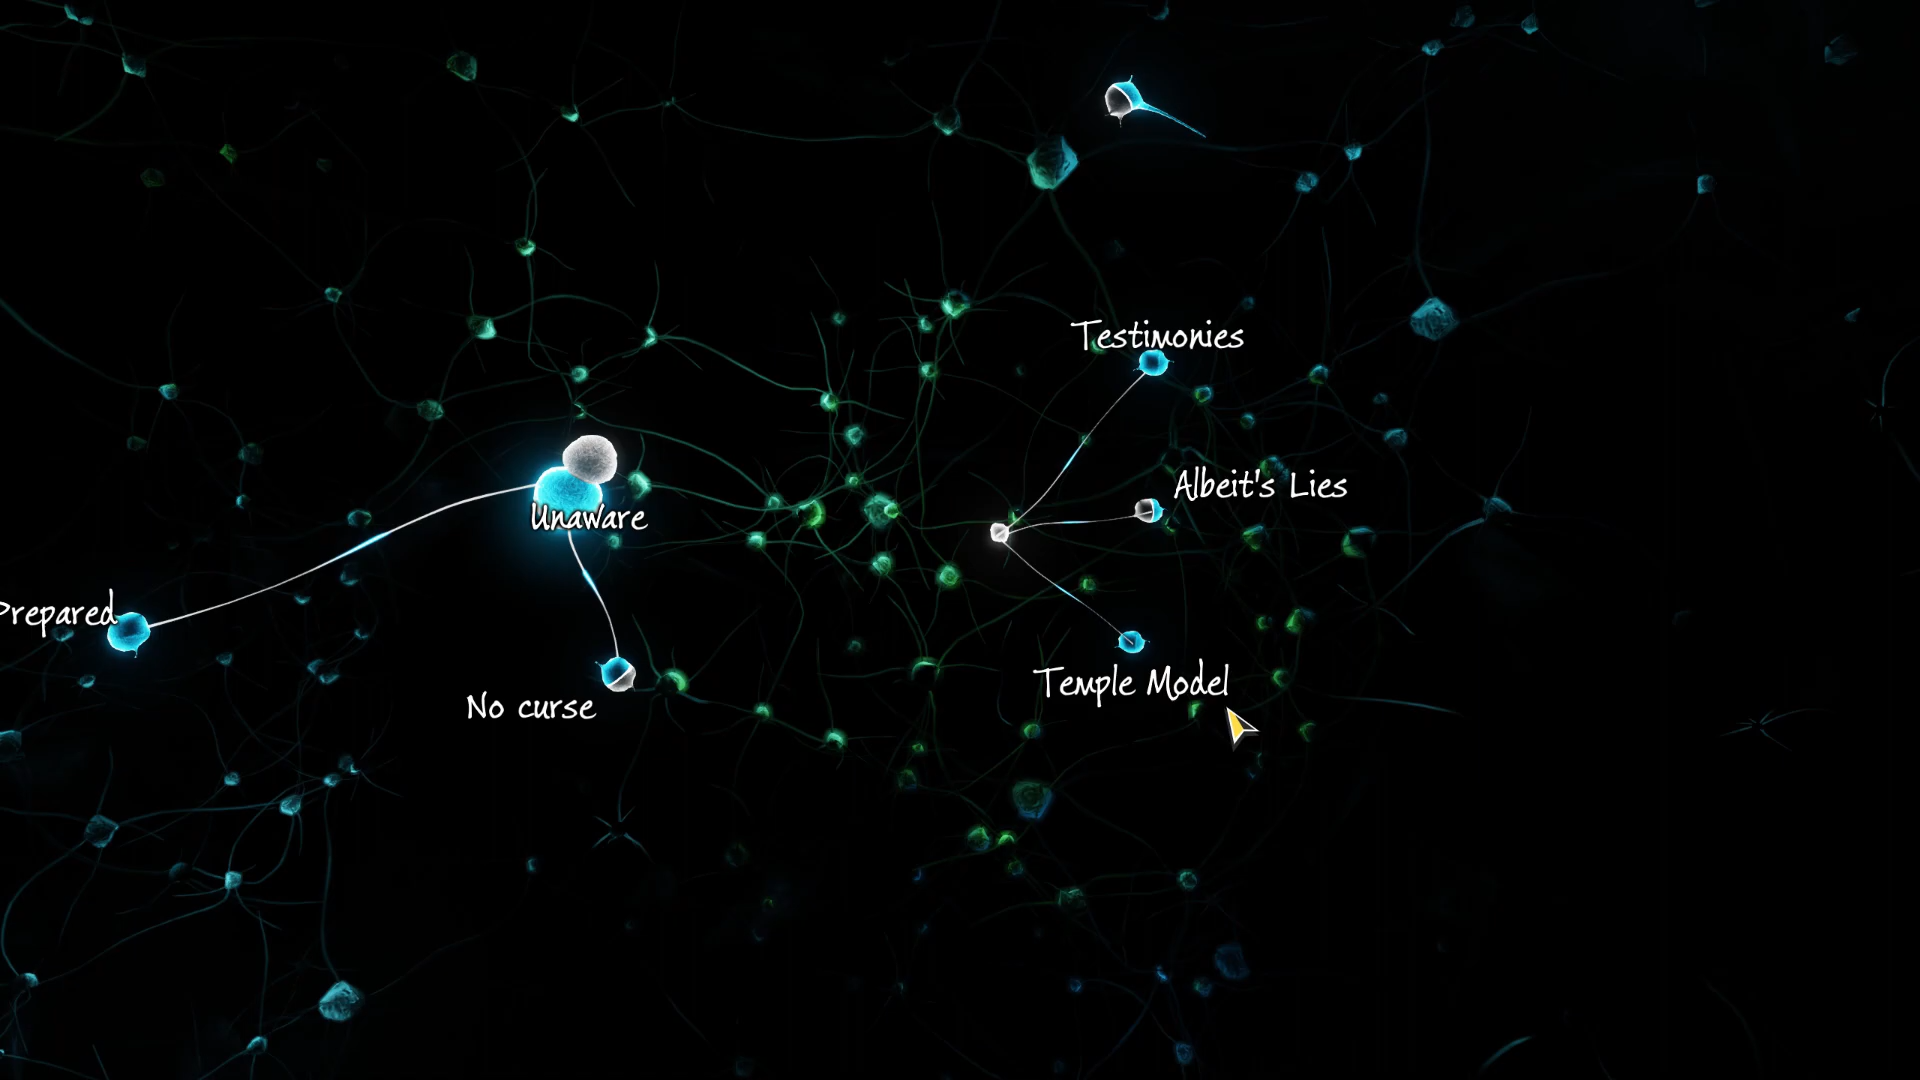 Testimonies
Albeit's Lies
Unaware
Prepared
Temple Model
No curse